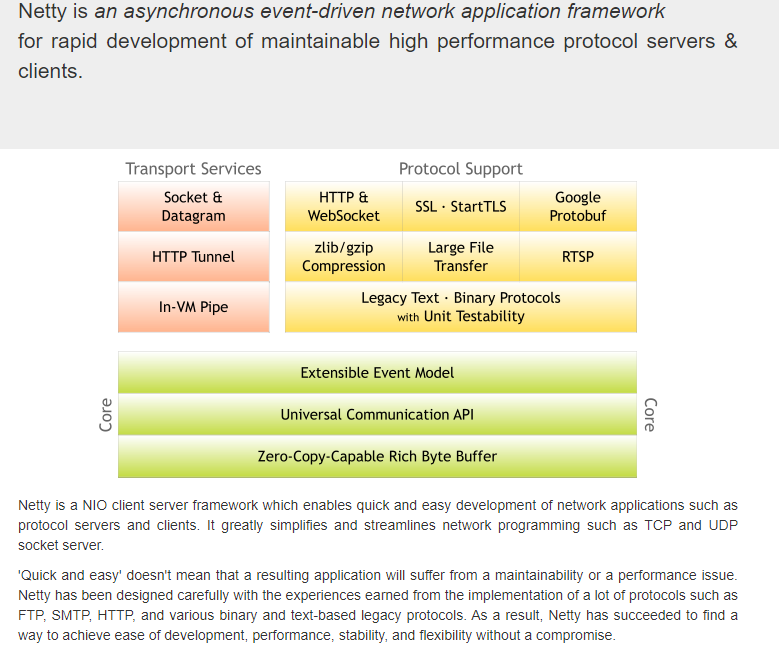 Netty is an asynchronous event-driven network application framework
for rapid development of maintainable high performance protocol servers &
clients.
Transport Services
Socket &
Datagram
HTTP Tunnel
In-VM Pipe
Protocol Support
HTTP &
WebSocket
SSL · StartTLS
Google
Protobuf
zlib/gzip
Compression
Large File
Transfer
RTSP
Legacy Text · Binary Protocols
with Unit Testability
Core
Extensible Event Model
Universal Communication API
Zero-Copy-Capable Rich Byte Buffer
Core
Netty is a NIO client server framework which enables quick and easy development of network applications such as
protocol servers and clients. It greatly simplifies and streamlines network programming such as TCP and UDP
socket server.
'Quick and easy' doesn't mean that a resulting application will suffer from a maintainability or a performance issue.
Netty has been designed carefully with the experiences earned from the implementation of a lot of protocols such as
FTP, SMTP, HTTP, and various binary and text-based legacy protocols. As a result, Netty has succeeded to find a
way to achieve ease of development, performance, stability, and flexibility without a compromise.